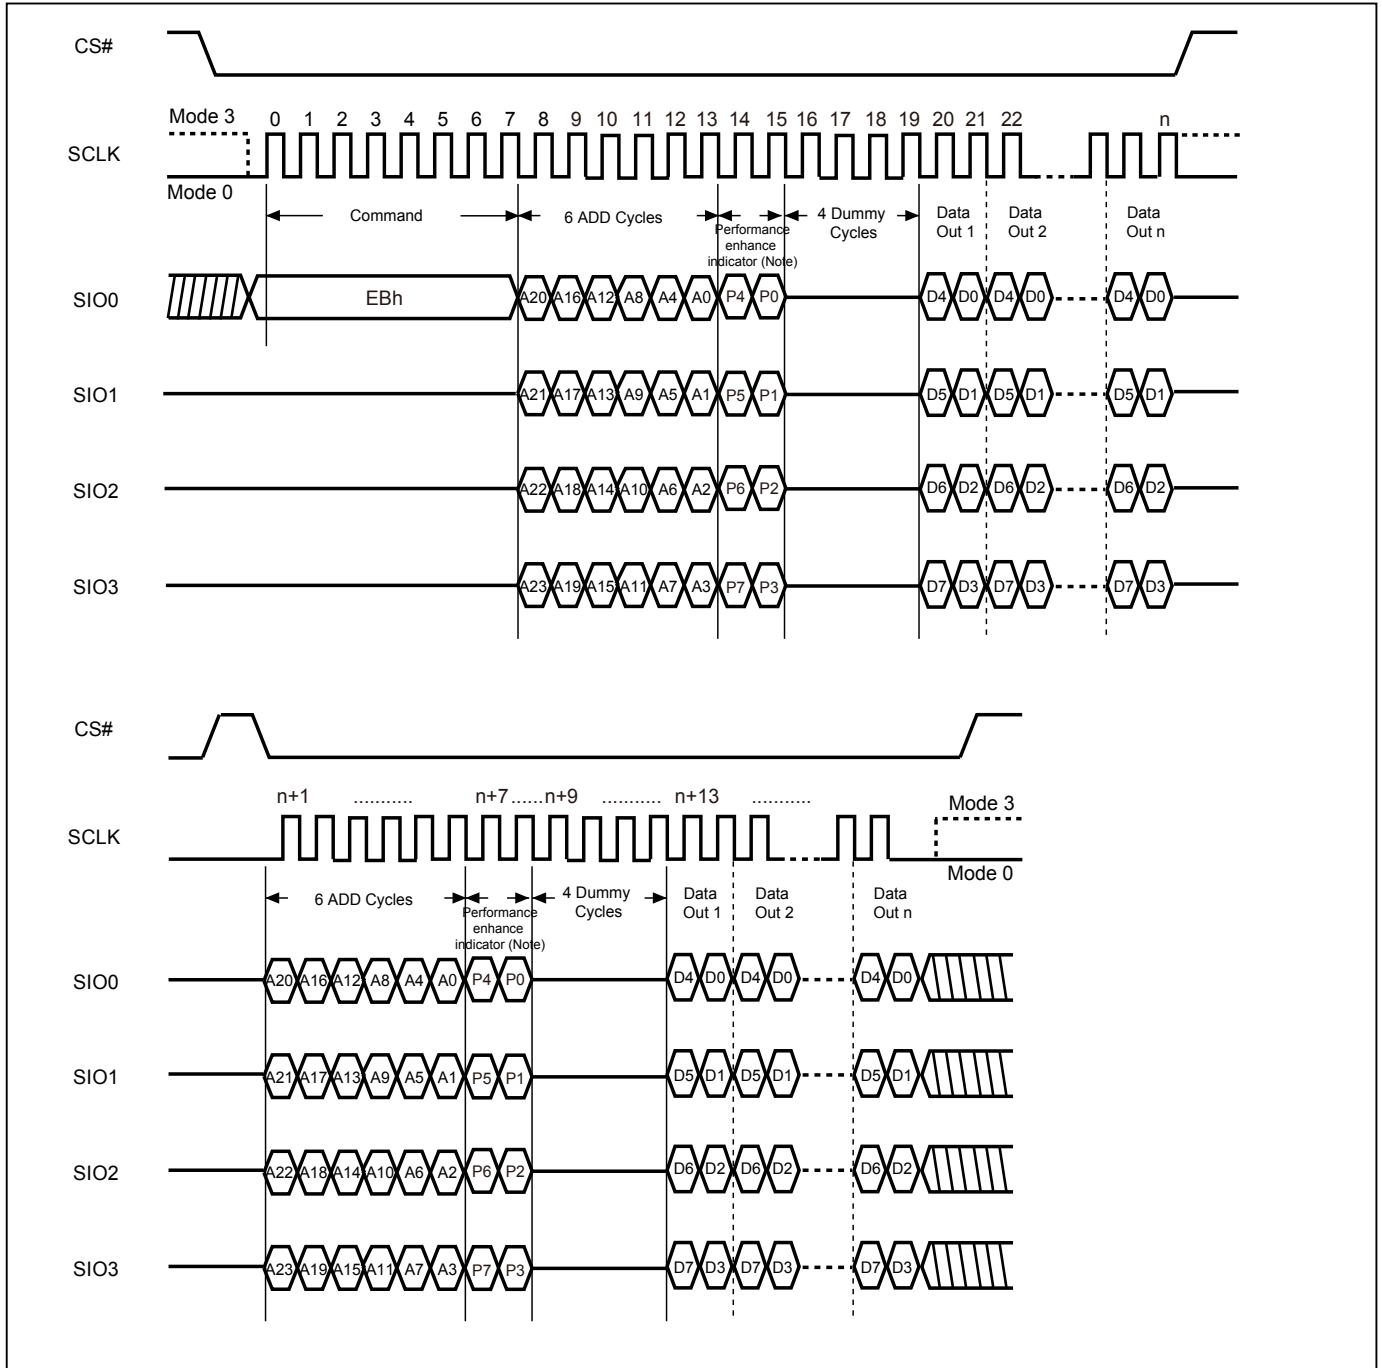 CS#
Mode 3
0 1 2 3 4 5 6 7 8 9 10 11 12 13 14 15 16 17 18 19 20 21 22 n
SCLK
Mode 0
Command
6 ADD Cycles
Performance
enhance
indicator (Note)
4 Dummy
Cycles
Data
Out 1
Data
Out 2
Data
Out n
SIO0
EBh
A20 A16 A12 A8 A4 A0 P4 P0 D4 D0 D4 D0 D4 D0
SIO1
A21 A17 A13 A9 A5 A1 P5 P1 D5 D1 D5 D1 D5 D1
SIO2
A22 A18 A14 A10 A6 A2 P6 P2 D6 D2 D6 D2 D6 D2
SIO3
A23 A19 A15 A11 A7 A3 P7 P3 D7 D3 D7 D3 D7 D3
CS#
n+1 ........... n+7 ...... n+9 ........... n+13 ...........
Mode 3
SCLK
Mode 0
6 ADD Cycles
Performance
enhance
indicator (Note)
4 Dummy
Cycles
Data
Out 1
Data
Out 2
Data
Out n
SIO0
A20 A16 A12 A8 A4 A0 P4 P0 D4 D0 D4 D0 D4 D0
SIO1
A21 A17 A13 A9 A5 A1 P5 P1 D5 D1 D5 D1 D5 D1
SIO2
A22 A18 A14 A10 A6 A2 P6 P2 D6 D2 D6 D2 D6 D2
SIO3
A23 A19 A15 A11 A7 A3 P7 P3 D7 D3 D7 D3 D7 D3